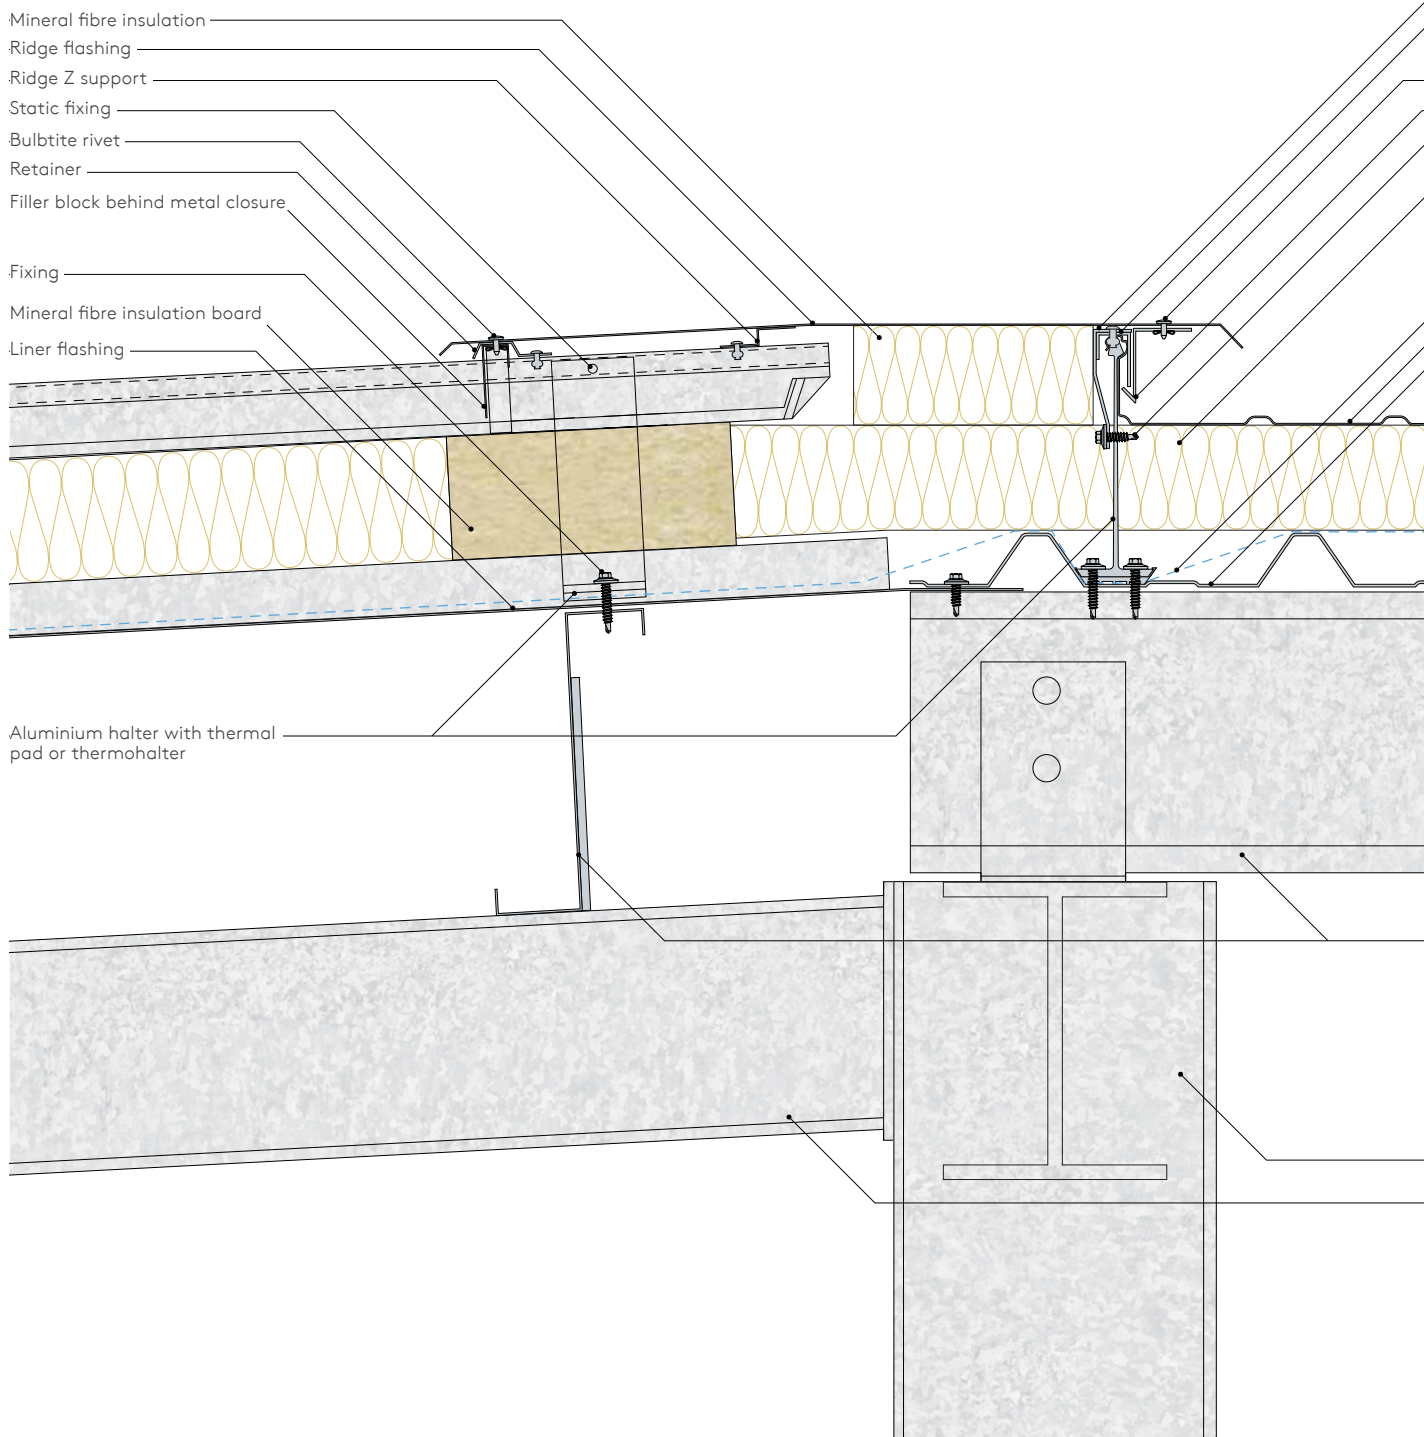 Mineral fibre insulation
Ridge flashing
Ridge Z support
Static fixing
Bulbtite rivet
Retainer
Filler block behind metal closure
Fixing
Mineral fibre insulation board
Liner flashing
Aluminium halter with thermal
pad or thermohalter